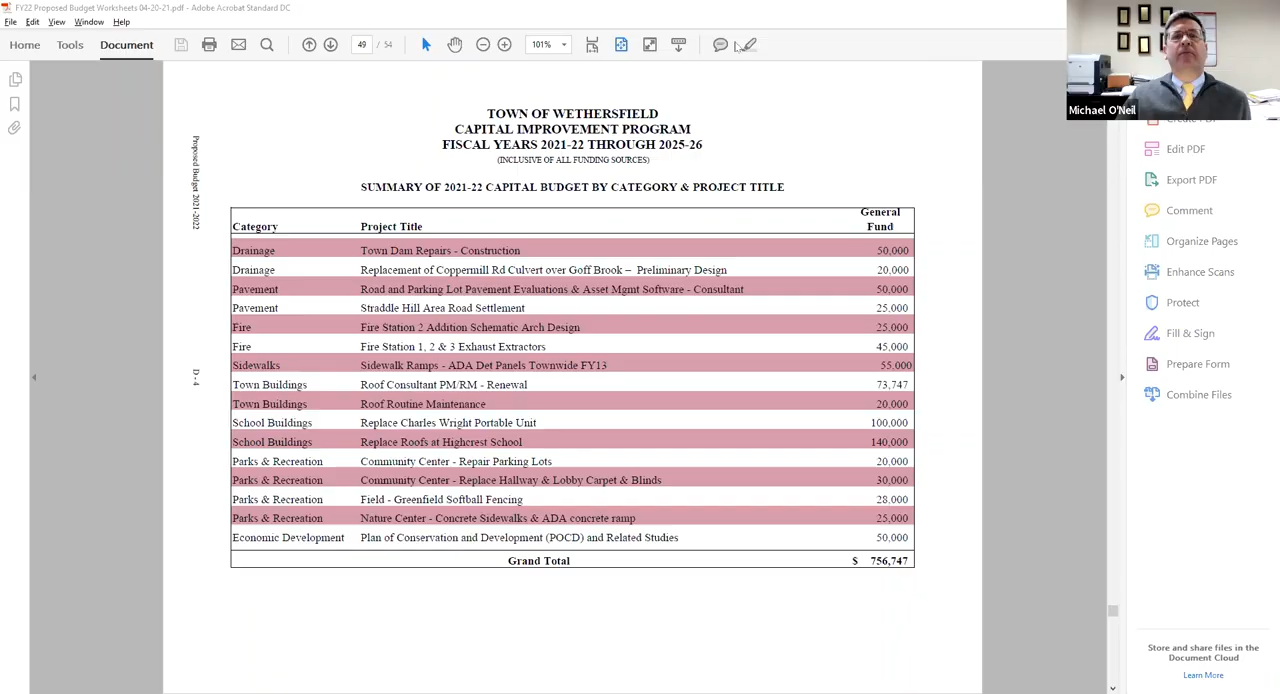 FY22 Proposed Budget Worksheets 04-20-21.pdf - Adobe Acrobat Standard DC
File Edit View Window Help
Home Tools Document 49 / 54 101%
Michael O'Neil
Create PDF
Edit PDF
Export PDF
Comment
Organize Pages
Enhance Scans
Protect
Fill & Sign
Prepare Form
Combine Files
Store and share files in the
Document Cloud
Learn More
Proposed Budget 2021-2022
D - 4
TOWN OF WETHERSFIELD
CAPITAL IMPROVEMENT PROGRAM
FISCAL YEARS 2021-22 THROUGH 2025-26
(INCLUSIVE OF ALL FUNDING SOURCES)
SUMMARY OF 2021-22 CAPITAL BUDGET BY CATEGORY & PROJECT TITLE
General
Category Project Title Fund
Drainage Town Dam Repairs - Construction 50,000
Drainage Replacement of Coppermill Rd Culvert over Goff Brook – Preliminary Design 20,000
Pavement Road and Parking Lot Pavement Evaluations & Asset Mgmt Software - Consultant 50,000
Pavement Straddle Hill Area Road Settlement 25,000
Fire Fire Station 2 Addition Schematic Arch Design 25,000
Fire Fire Station 1, 2 & 3 Exhaust Extractors 45,000
Sidewalks Sidewalk Ramps - ADA Det Panels Townwide FY13 55,000
Town Buildings Roof Consultant PM/RM - Renewal 73,747
Town Buildings Roof Routine Maintenance 20,000
School Buildings Replace Charles Wright Portable Unit 100,000
School Buildings Replace Roofs at Highcrest School 140,000
Parks & Recreation Community Center - Repair Parking Lots 20,000
Parks & Recreation Community Center - Replace Hallway & Lobby Carpet & Blinds 30,000
Parks & Recreation Field - Greenfield Softball Fencing 28,000
Parks & Recreation Nature Center - Concrete Sidewalks & ADA concrete ramp 25,000
Economic Development Plan of Conservation and Development (POCD) and Related Studies 50,000
Grand Total $ 756,747